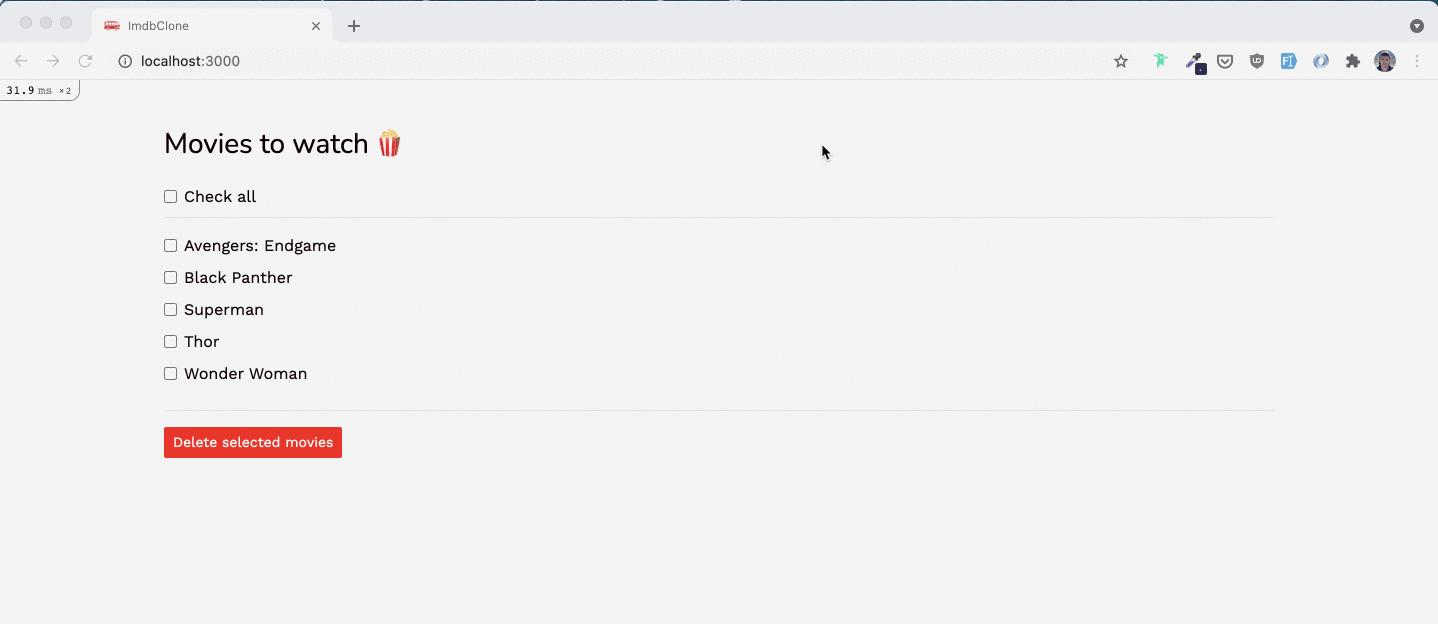 ImdbClone
localhost:3000
31.9 ms ×2
Movies to watch 🍿
Check all
Avengers: Endgame
Black Panther
Superman
Thor
Wonder Woman
Delete selected movies